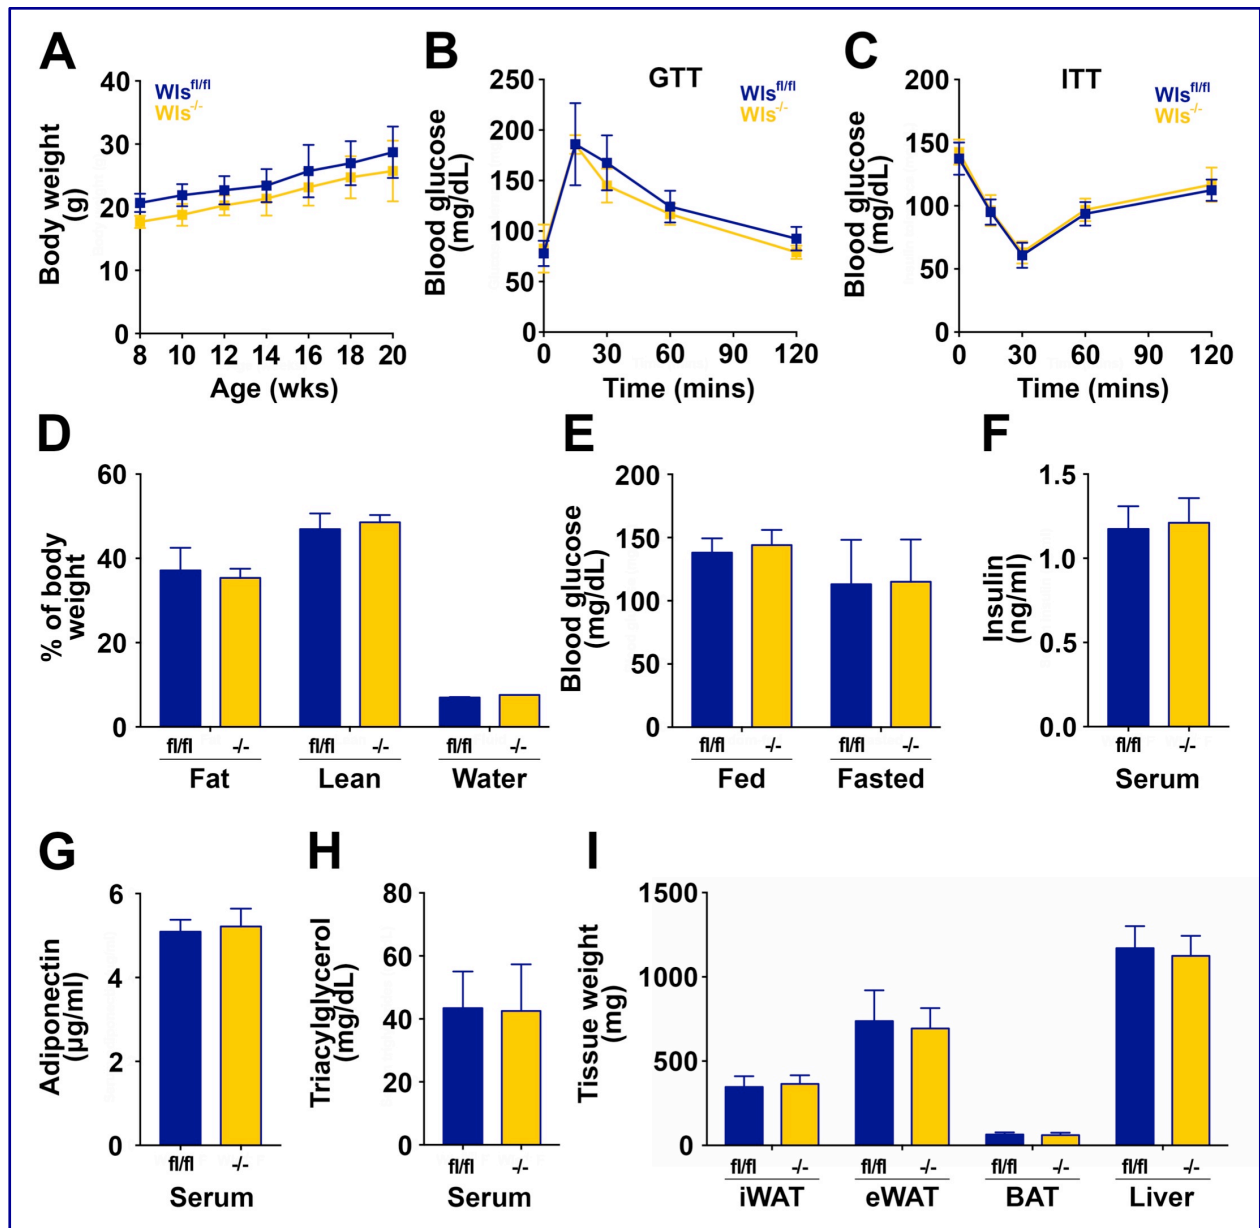 A
40
30
20
10
0
Body weight
(g)
Wls^fl/fl
Wls^-/-
8 10 12 14 16 18 20
Age (wks)
B
GTT
250
200
150
100
50
0
Blood glucose
(mg/dL)
Wls^fl/fl
Wls^-/-
0 30 60 90 120
Time (mins)
C
ITT
200
150
100
50
0
Blood glucose
(mg/dL)
Wls^fl/fl
Wls^-/-
0 30 60 90 120
Time (mins)
D
60
40
20
0
% of body
weight
fl/fl -/- fl/fl -/- fl/fl -/-
Fat Lean Water
E
200
150
100
50
0
Blood glucose
(mg/dL)
fl/fl -/- fl/fl -/-
Fed Fasted
F
1.5
1.0
0.5
0.0
Insulin
(ng/ml)
fl/fl -/-
Serum
G
6
4
2
0
Adiponectin
(µg/ml)
fl/fl -/-
Serum
H
80
60
40
20
0
Triacylglycerol
(mg/dL)
fl/fl -/-
Serum
I
1500
1000
500
0
Tissue weight
(mg)
fl/fl -/- fl/fl -/- fl/fl -/- fl/fl -/-
iWAT eWAT BAT Liver